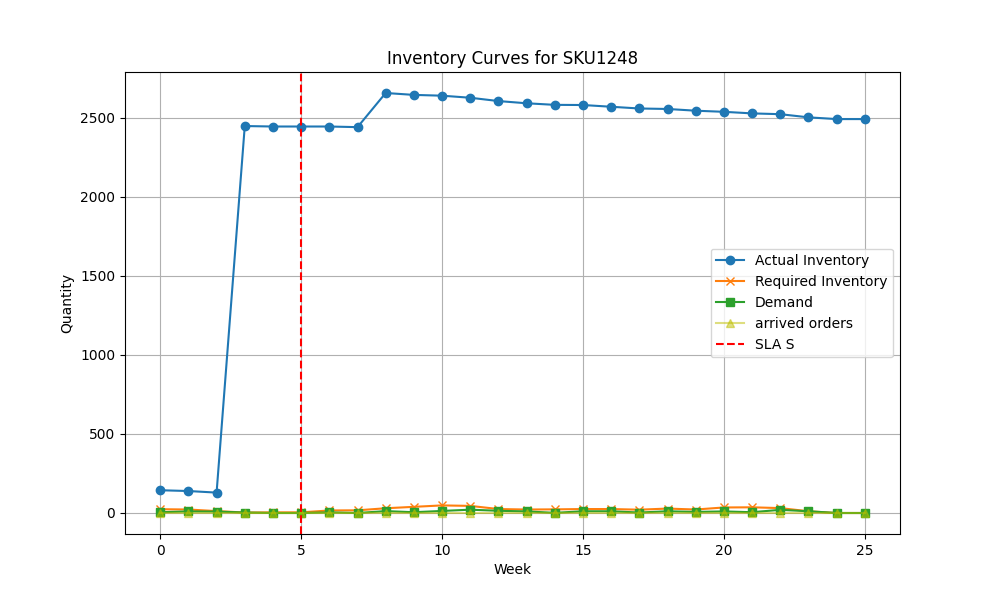 Inventory Curves for SKU1248
Quantity
2500
2000
1500
1000
500
0
Actual Inventory
Required Inventory
Demand
arrived orders
SLA S
0 5 10 15 20 25
Week